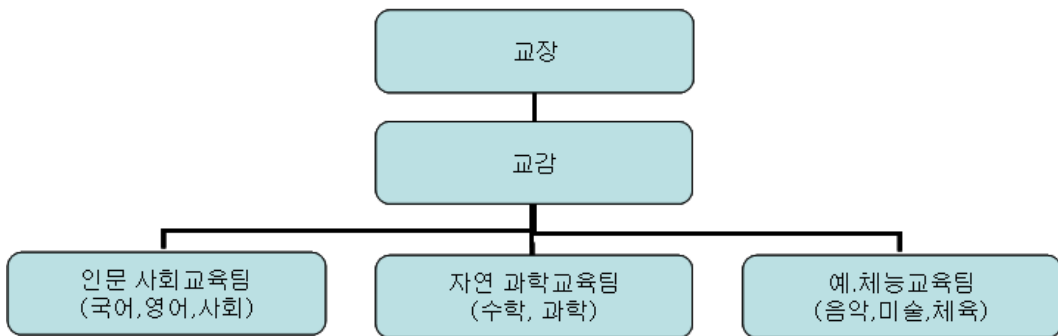 교장
교감
인문 사회교육팀
(국어,영어,사회)
자연 과학교육팀
(수학, 과학)
예.체능교육팀
(음악,미술,체육)